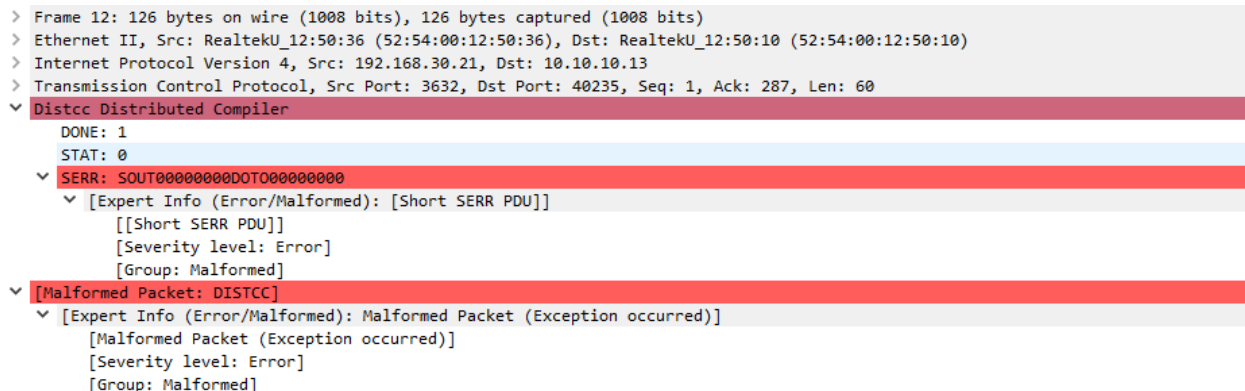 > Frame 12: 126 bytes on wire (1008 bits), 126 bytes captured (1008 bits)
> Ethernet II, Src: RealtekU_12:50:36 (52:54:00:12:50:36), Dst: RealtekU_12:50:10 (52:54:00:12:50:10)
> Internet Protocol Version 4, Src: 192.168.30.21, Dst: 10.10.10.13
> Transmission Control Protocol, Src Port: 3632, Dst Port: 40235, Seq: 1, Ack: 287, Len: 60
Distcc Distributed Compiler
DONE: 1
STAT: 0
SERR: SOUT00000000DOTO00000000
[Expert Info (Error/Malformed): [Short SERR PDU]]
[[Short SERR PDU]]
[Severity level: Error]
[Group: Malformed]
[Malformed Packet: DISTCC]
[Expert Info (Error/Malformed): Malformed Packet (Exception occurred)]
[Malformed Packet (Exception occurred)]
[Severity level: Error]
[Group: Malformed]